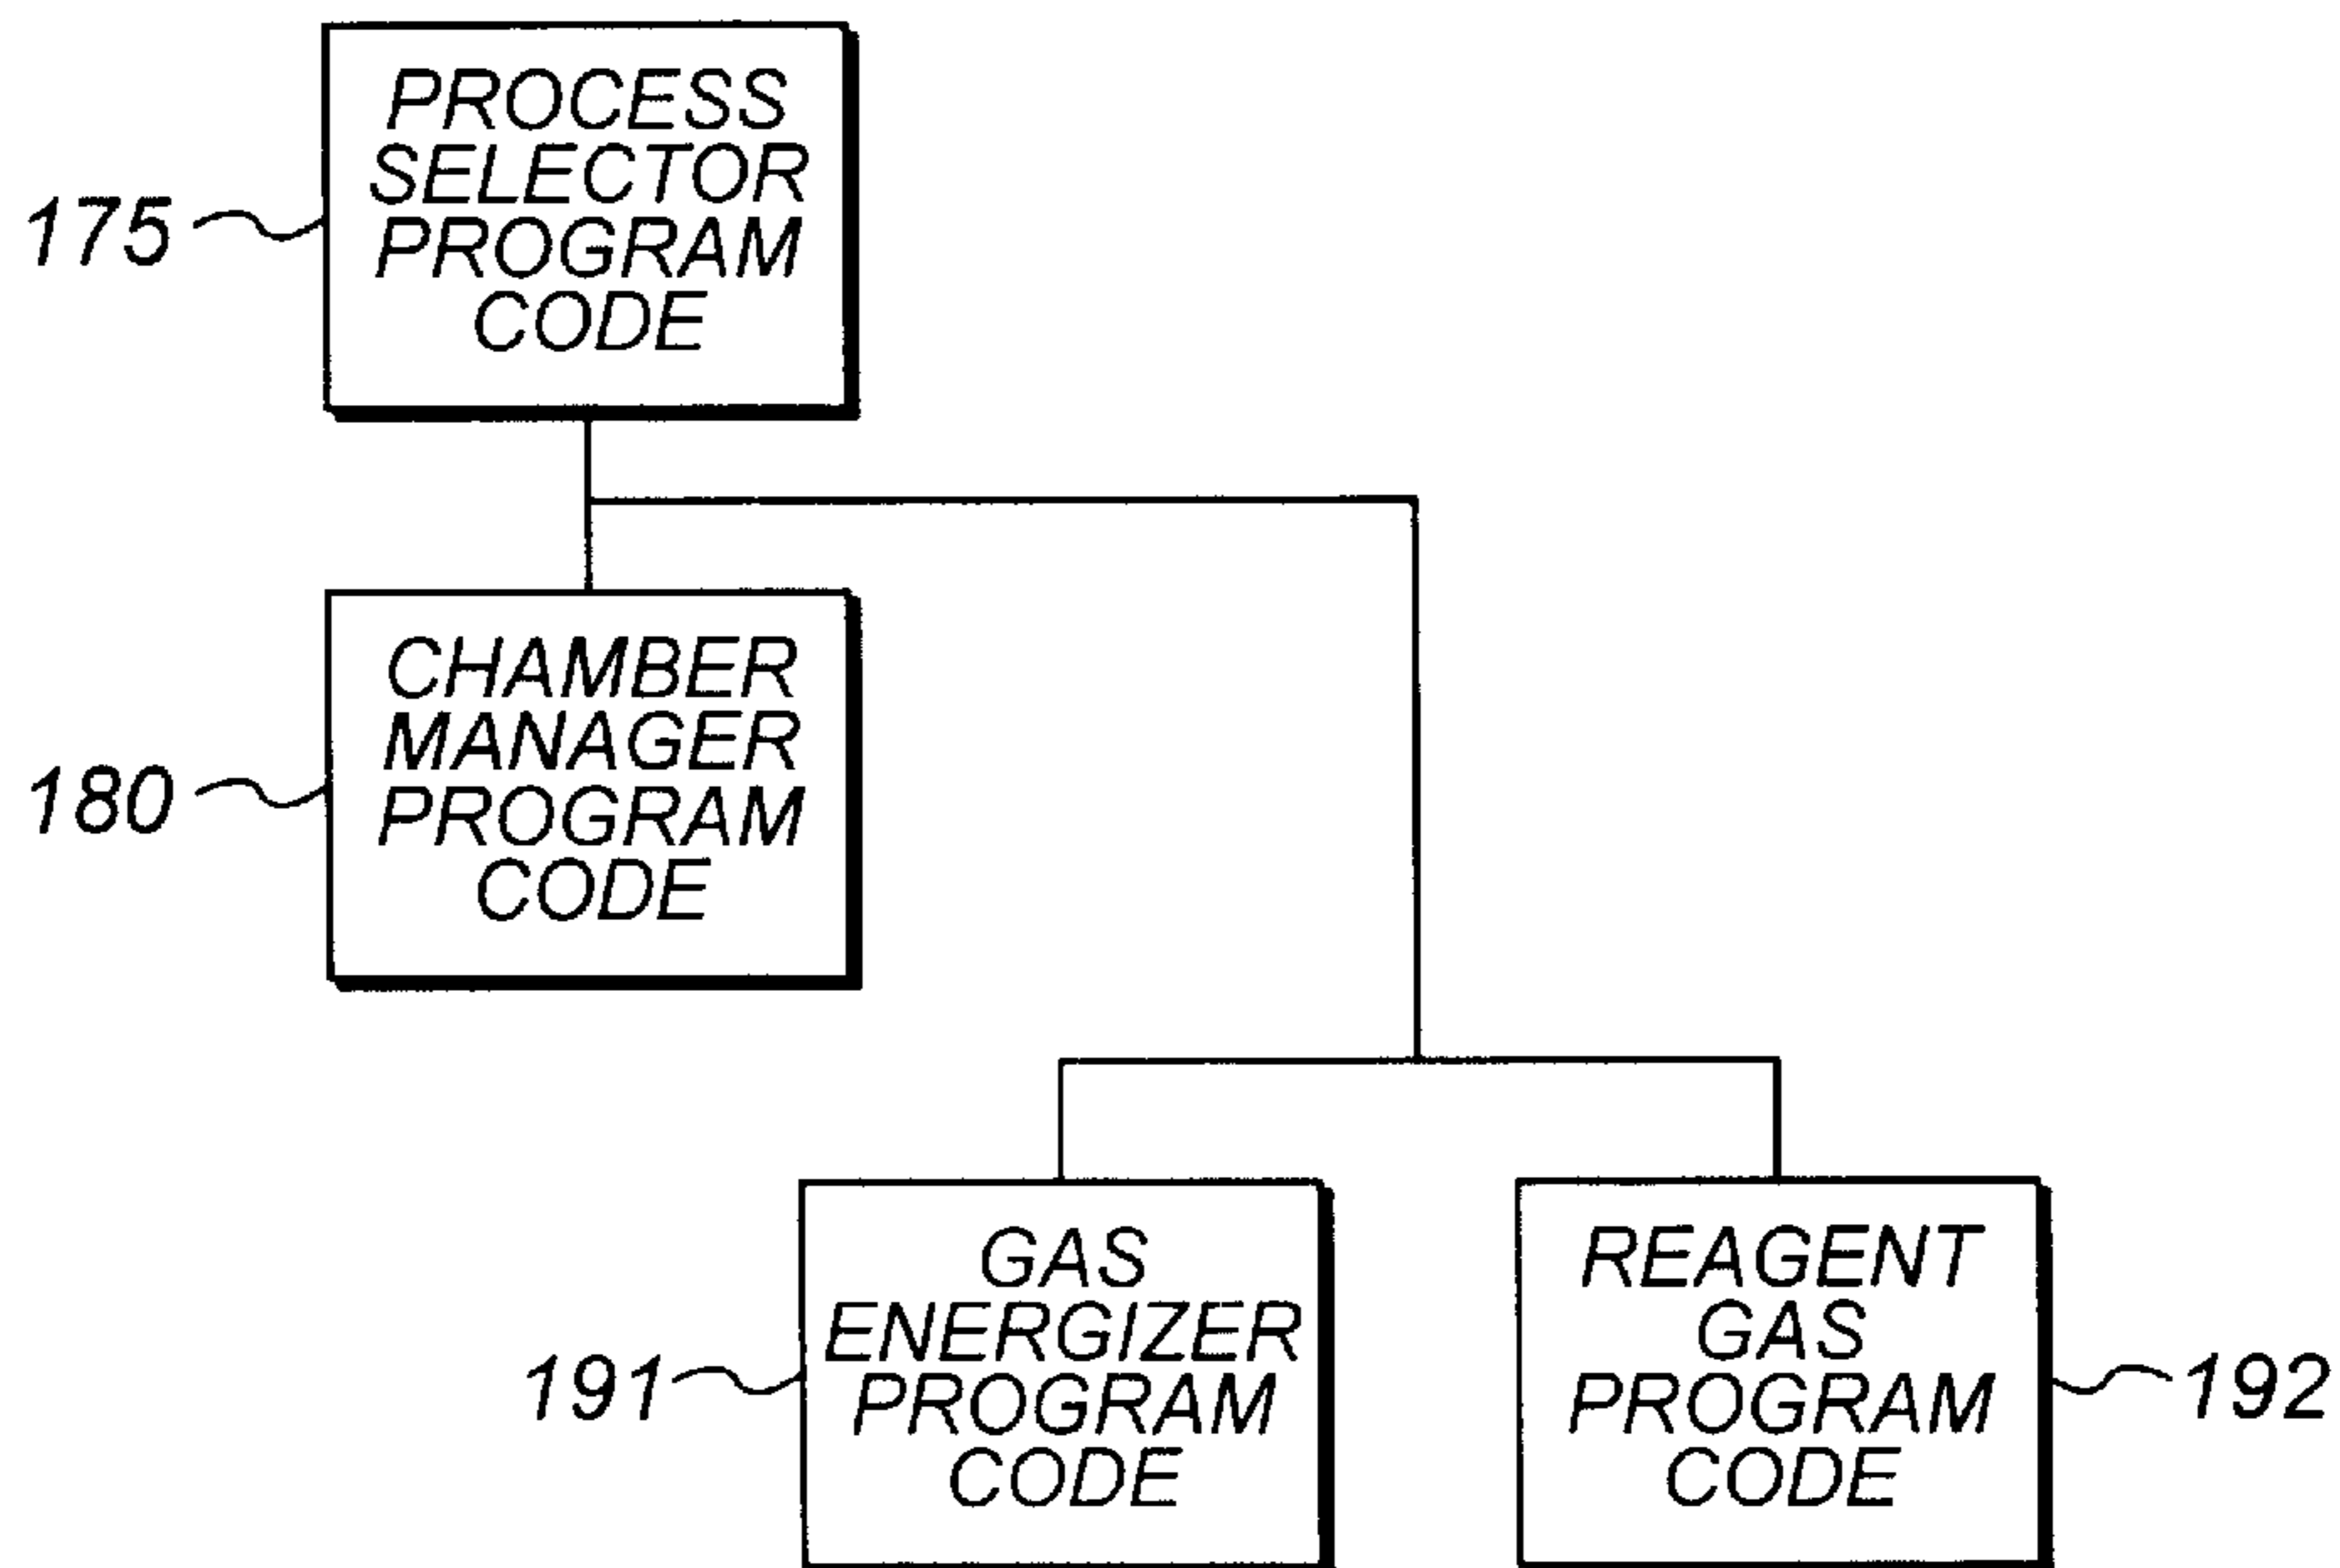 PROCESS
SELECTOR
PROGRAM
CODE
175
CHAMBER
MANAGER
PROGRAM
CODE
180
GAS
ENERGIZER
PROGRAM
CODE
191
REAGENT
GAS
PROGRAM
CODE
192